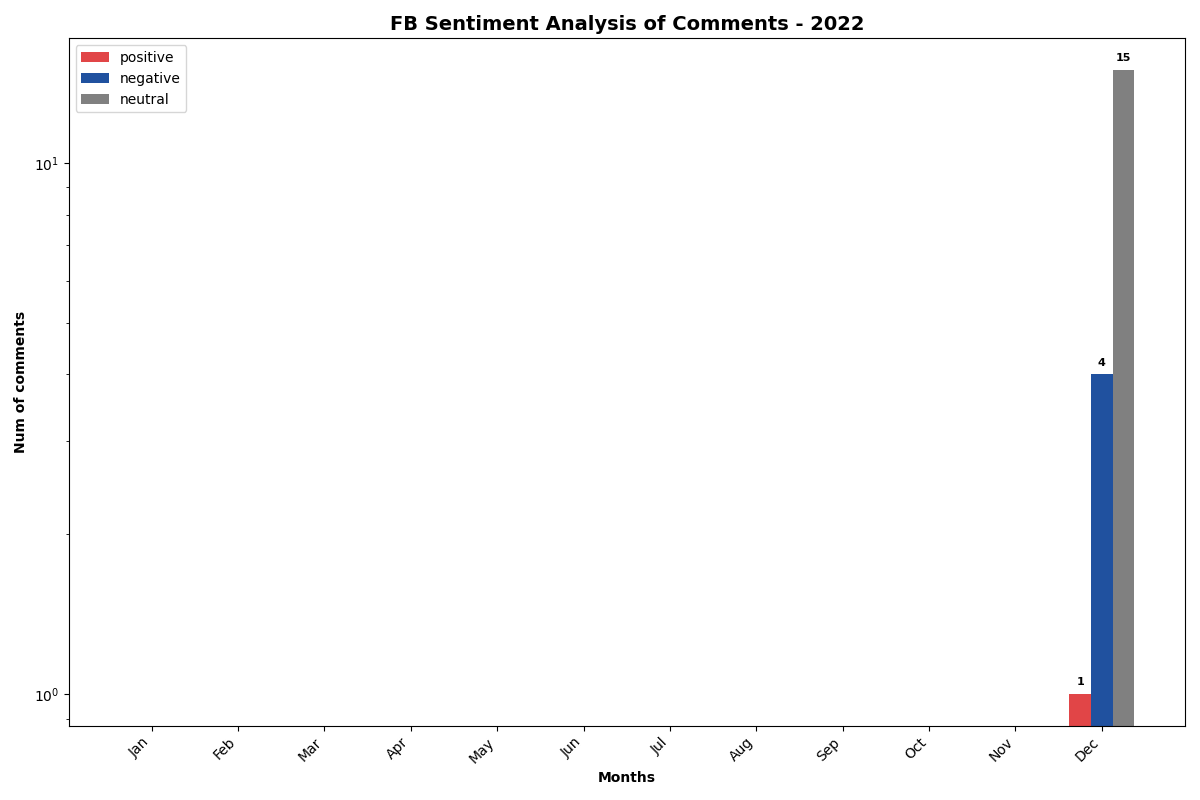 FB Sentiment Analysis of Comments - 2022
positive
negative
neutral
15
4
1
10¹
10⁰
Num of comments
Jan
Feb
Mar
Apr
May
Jun
Jul
Aug
Sep
Oct
Nov
Dec
Months